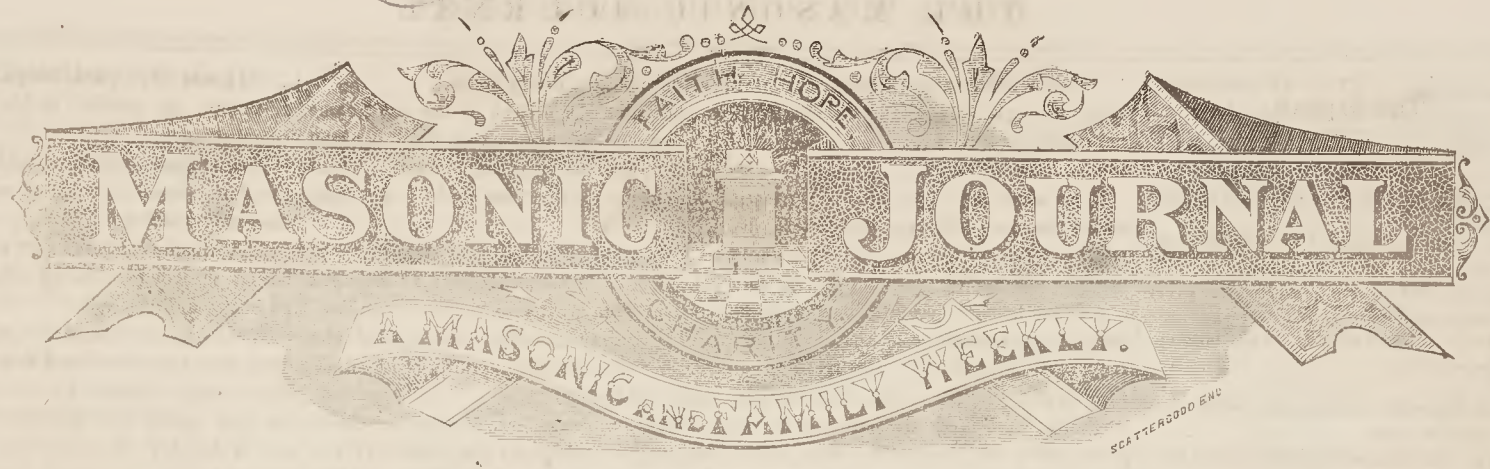 FAITH, HOPE,
MASONIC JOURNAL
CHARITY
A MASONIC AND FAMILY WEEKLY.
SCATTERGOOD ENG